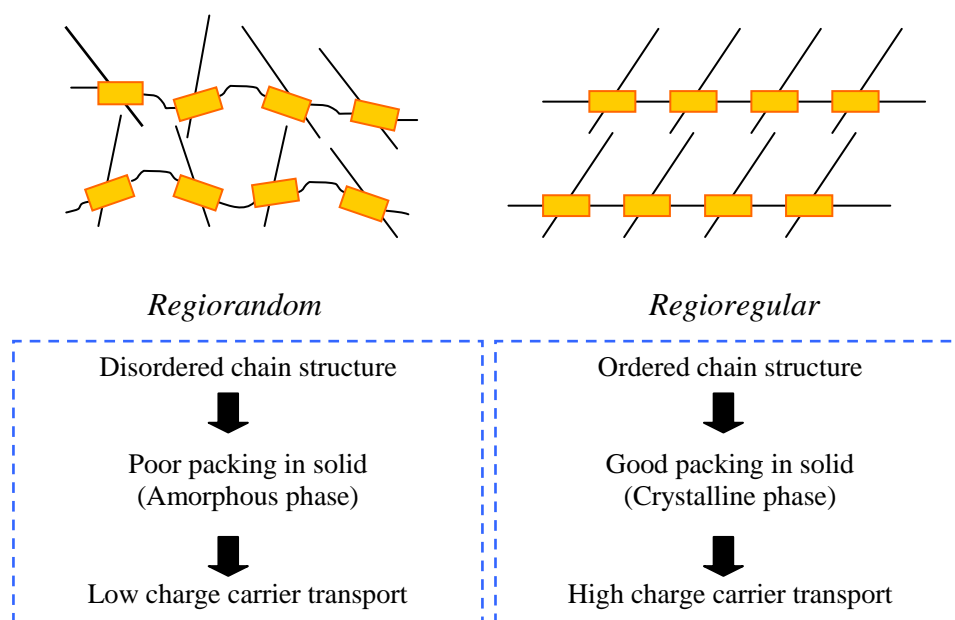 Regiorandom
Disordered chain structure
Poor packing in solid
(Amorphous phase)
Low charge carrier transport
Regioregular
Ordered chain structure
Good packing in solid
(Crystalline phase)
High charge carrier transport